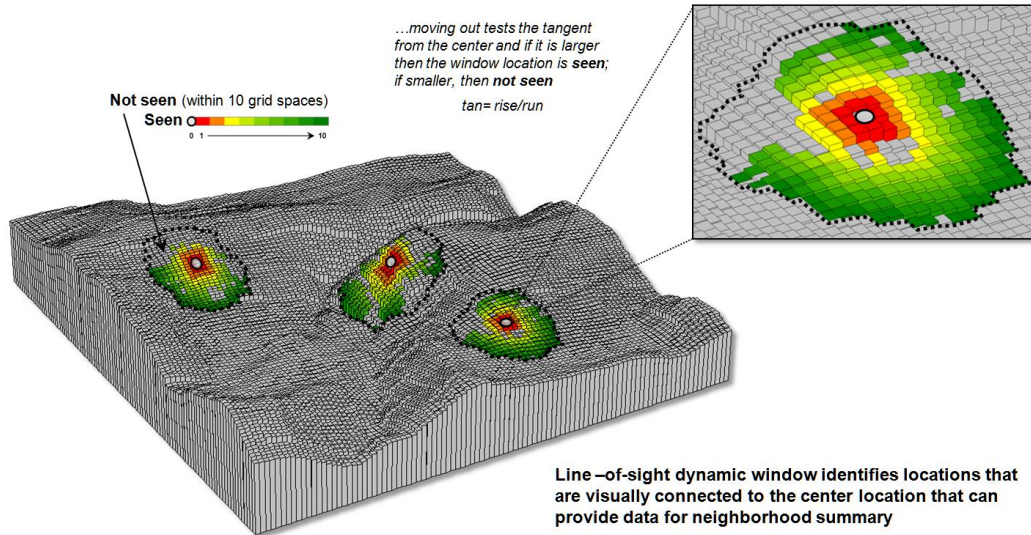 …moving out tests the tangent
from the center and if it is larger
then the window location is seen;
if smaller, then not seen
tan= rise/run
Not seen (within 10 grid spaces)
Seen
0 1 10
Line –of-sight dynamic window identifies locations that
are visually connected to the center location that can
provide data for neighborhood summary